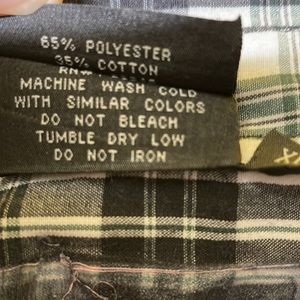 65% POLYESTER
35% COTTON
RN#
MACHINE WASH COLD
WITH SIMILAR COLORS
DO NOT BLEACH
TUMBLE DRY LOW
DO NOT IRON